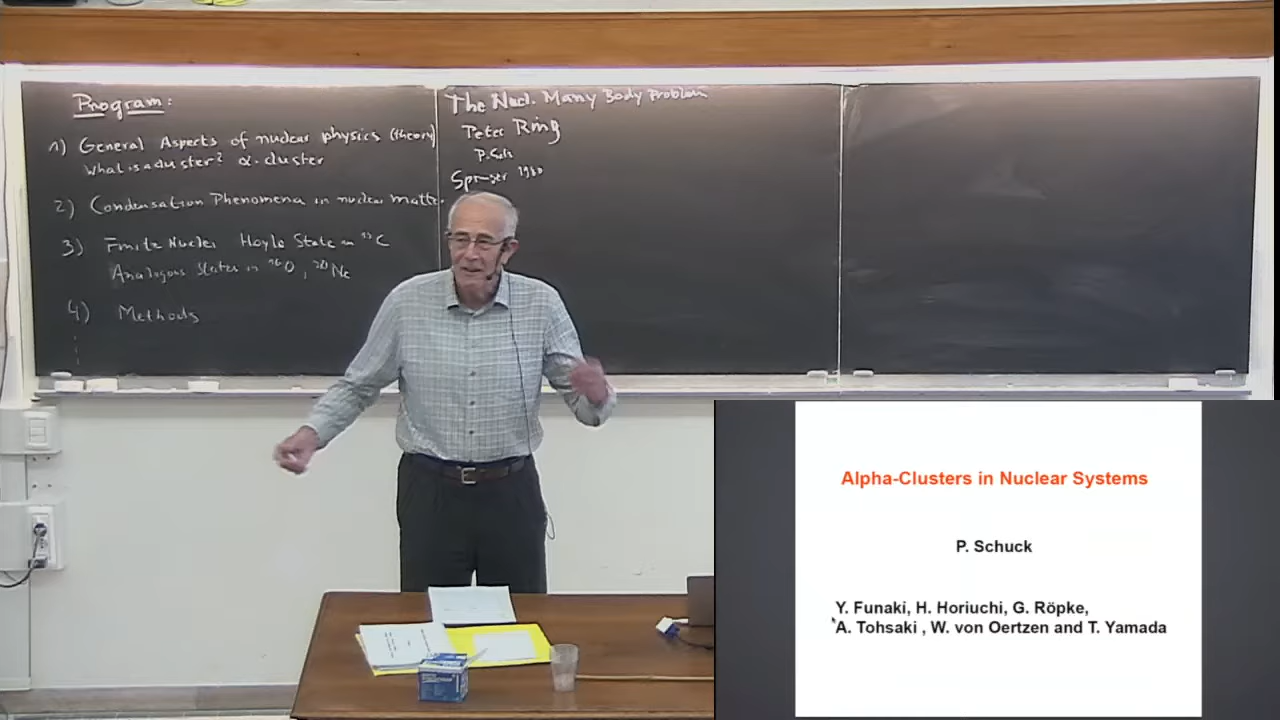 Program:
1) General Aspects of nuclear physics (theory)
What is a cluster? α-cluster
2) Condensation Phenomena in nuclear matter
3) Finite Nuclei Hoyle State in ¹²C
Analogous States in ¹⁶O, ²⁰Ne
4) Methods
The Nucl. Many Body Problem
Peter Ring
P.
Springer 1980
Alpha-Clusters in Nuclear Systems
P. Schuck
Y. Funaki, H. Horiuchi, G. Röpke,
A. Tohsaki , W. von Oertzen and T. Yamada